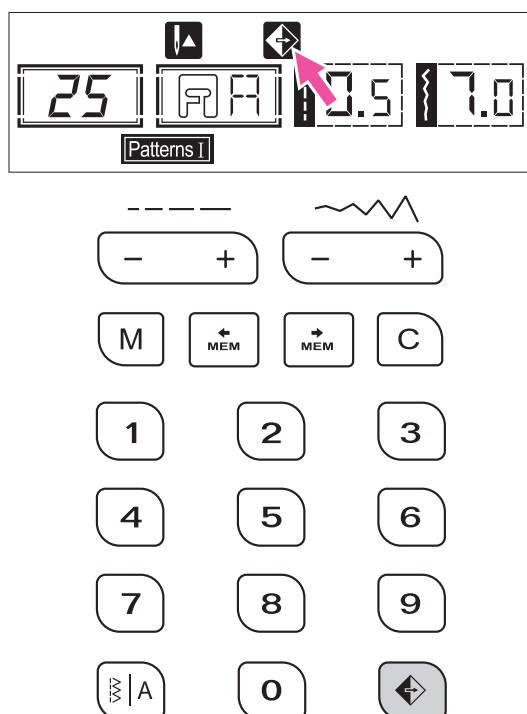 25 A A 0.5 7.0
Patterns I
− +  − +
M MEM MEM C
1 2 3
4 5 6
7 8 9
A 0